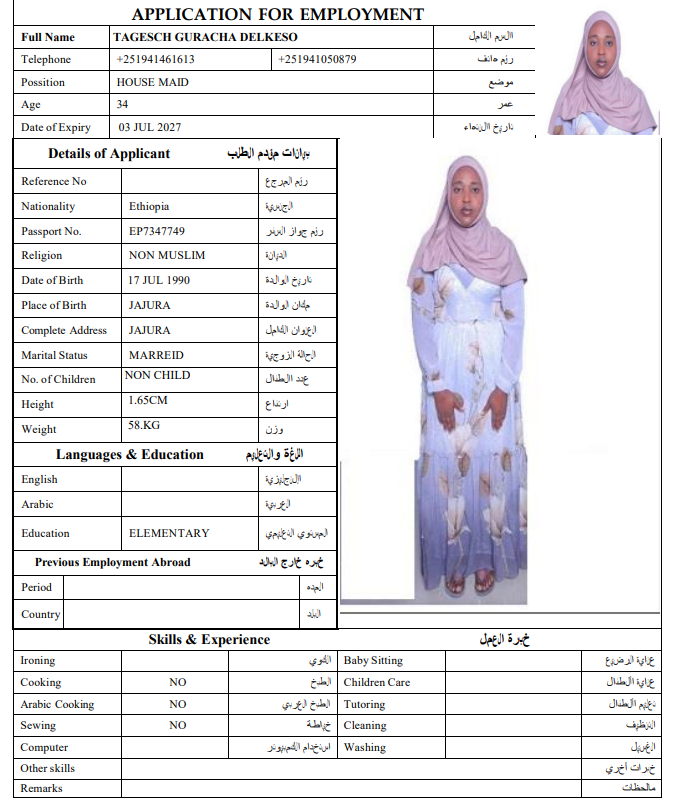 APPLICATION FOR EMPLOYMENT
Full Name TAGESCH GURACHA DELKESO الاسم الكامل
Telephone +251941461613 +251941050879 رقم هاتف
Possition HOUSE MAID موضع
Age 34 عمر
Date of Expiry 03 JUL 2027 تاريخ الانتهاء
Details of Applicant بيانات مقدم الطلب
Reference No رقم المرجع
Nationality Ethiopia الجنسية
Passport No. EP7347749 رقم جواز السفر
Religion NON MUSLIM الديانة
Date of Birth 17 JUL 1990 تاريخ الولادة
Place of Birth JAJURA مكان الولادة
Complete Address JAJURA العنوان الكامل
Marital Status MARREID الحالة الزوجية
No. of Children NON CHILD عدد الاطفال
Height 1.65CM ارتفاع
Weight 58.KG وزن
Languages & Education اللغة والتعليم
English الانجليزية
Arabic العربية
Education ELEMENTARY المستوي التعليمي
Previous Employment Abroad خبره خارج البلاد
Period المده
Country البلد
Skills & Experience خبرة العمل
Ironing الكوي Baby Sitting عناية الرضيع
Cooking NO الطبخ Children Care عناية الاطفال
Arabic Cooking NO الطبخ العربي Tutoring تعليم الاطفال
Sewing NO خياطة Cleaning التنظيف
Computer استخدام الكمبيوتر Washing الغسيل
Other skills خبرات أخري
Remarks ملاحظات